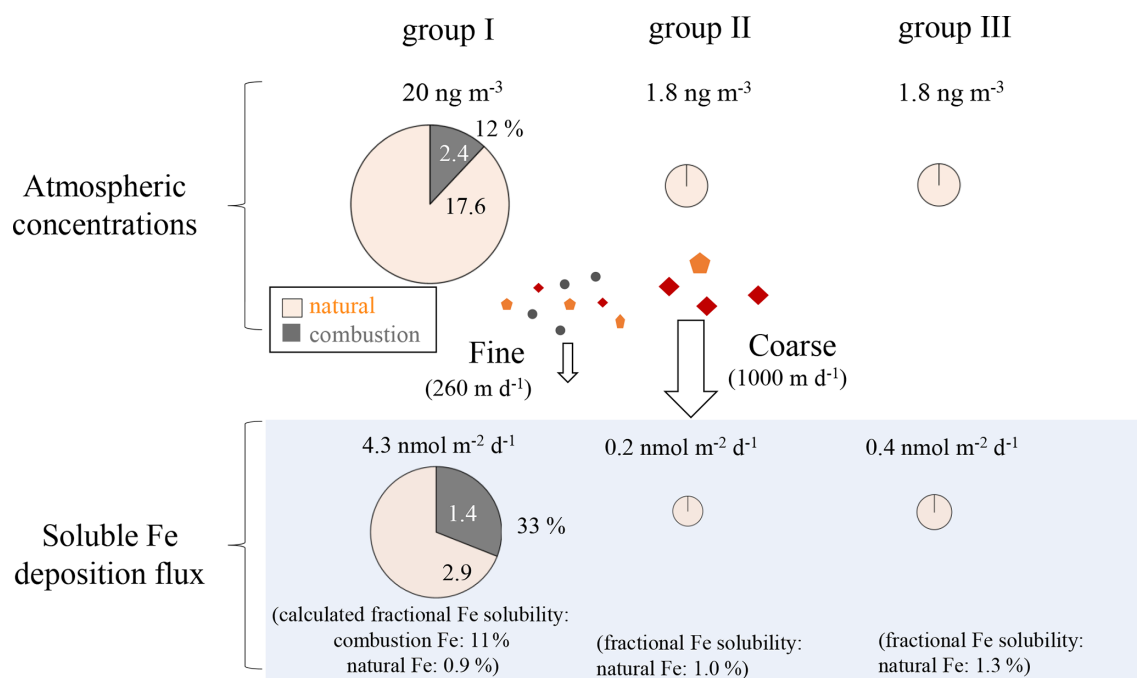 group I
group II
group III
20 ng m⁻³
1.8 ng m⁻³
1.8 ng m⁻³
12 %
2.4
17.6
Atmospheric
concentrations
natural
combustion
Fine
(260 m d⁻¹)
Coarse
(1000 m d⁻¹)
4.3 nmol m⁻² d⁻¹
0.2 nmol m⁻² d⁻¹
0.4 nmol m⁻² d⁻¹
1.4
33 %
2.9
Soluble Fe
deposition flux
(calculated fractional Fe solubility:
combustion Fe: 11%
natural Fe: 0.9 %)
(fractional Fe solubility:
natural Fe: 1.0 %)
(fractional Fe solubility:
natural Fe: 1.3 %)